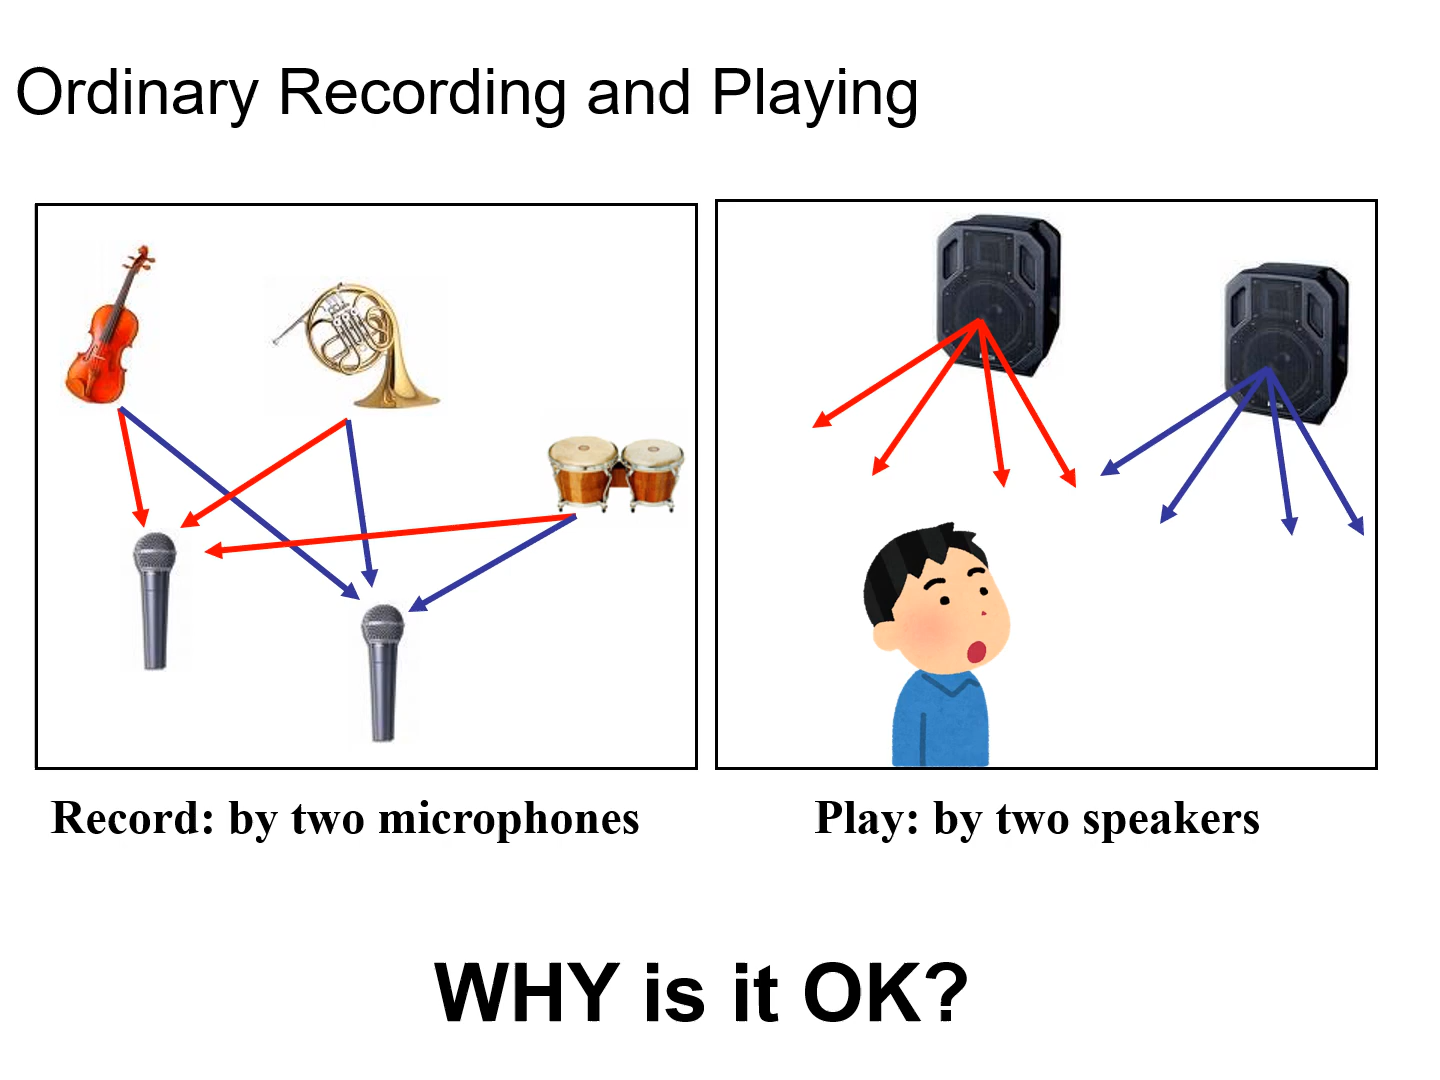 Ordinary Recording and Playing
Record: by two microphones
Play: by two speakers
WHY is it OK?